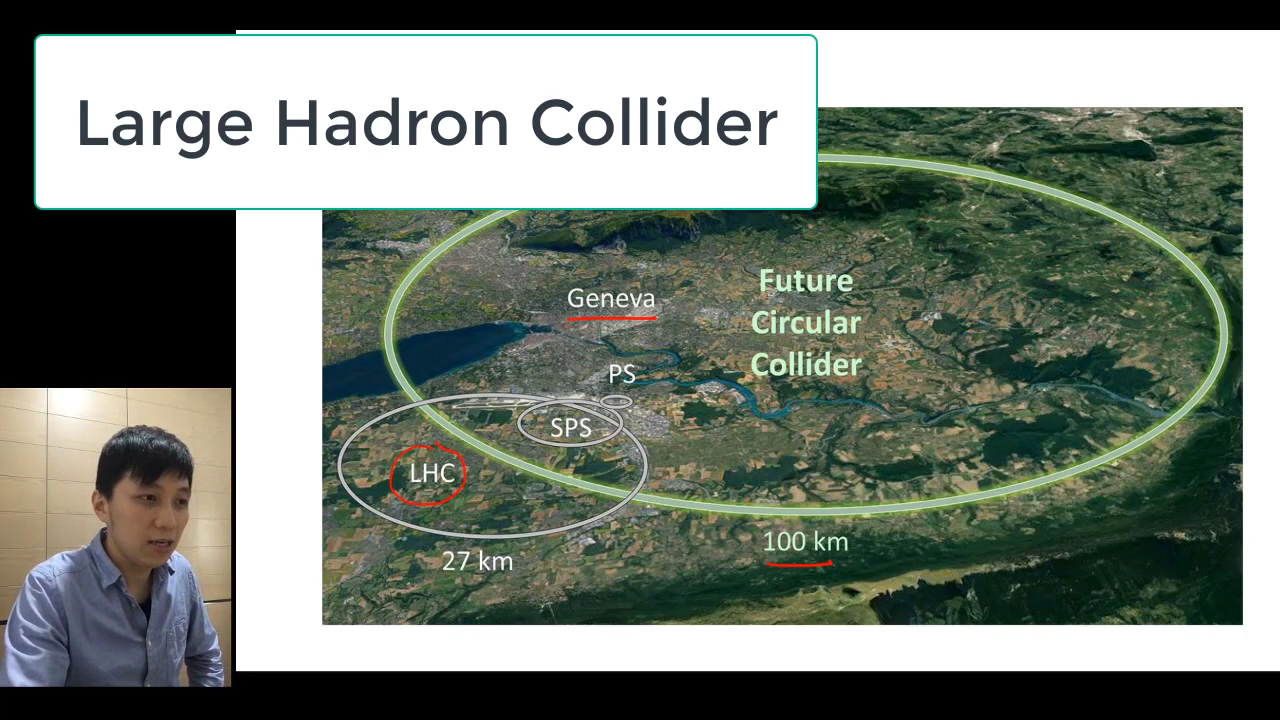 Large Hadron Collider
Geneva
Future
Circular
Collider
PS
SPS
LHC
27 km
100 km